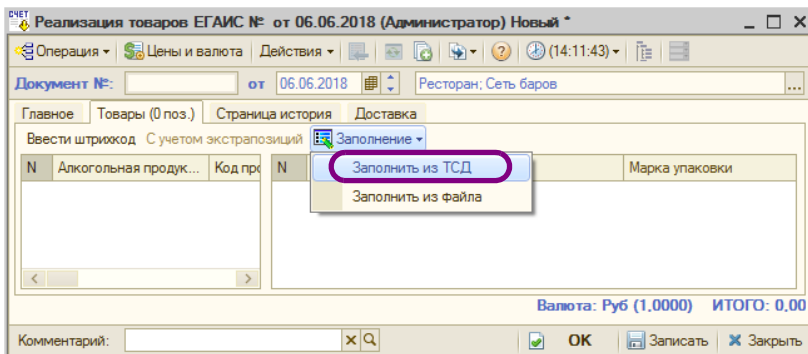 СЧЕТ Реализация товаров ЕГАИС № от 06.06.2018 (Администратор) Новый *
Операция Цены и валюта Действия (14:11:43)
Документ №: от 06.06.2018 Ресторан; Сеть баров ...
Главное Товары (0 поз.) Страница история Доставка
Ввести штрихкод С учетом экстрапозиций Заполнение
N Алкогольная продук... Код про N Марка упаковки
Заполнить из ТСД
Заполнить из файла
Валюта: Руб (1,0000) ИТОГО: 0,00
Комментарий: OK Записать Закрыть